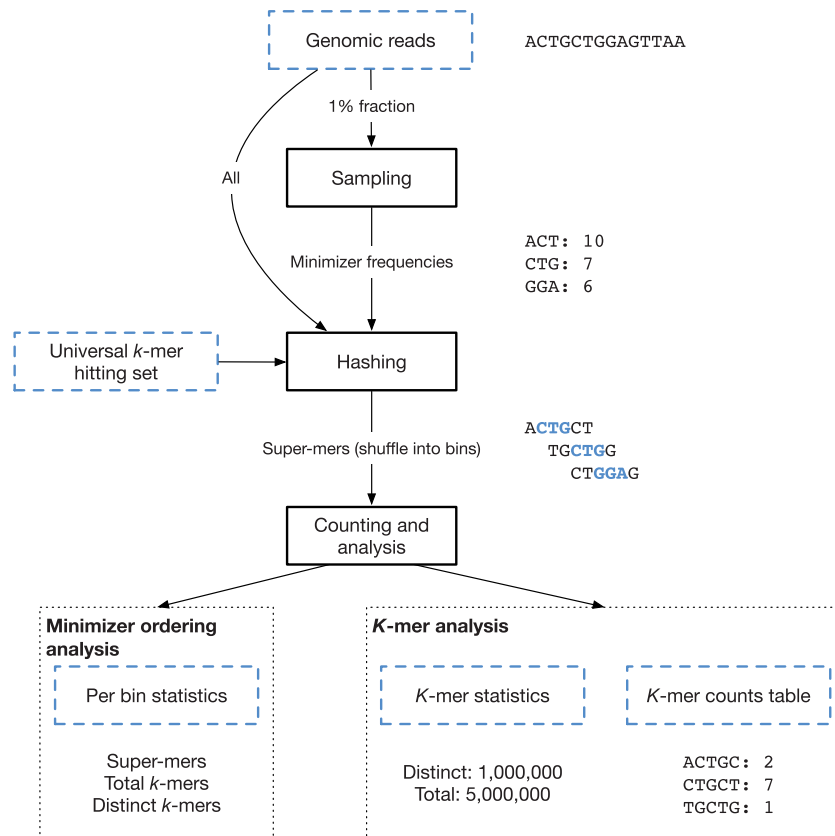 Genomic reads
ACTGCTGGAGTTAA
1% fraction
All
Sampling
Minimizer frequencies
ACT: 10
CTG: 7
GGA: 6
Universal k-mer
hitting set
Hashing
Super-mers (shuffle into bins)
ACTGCT
TGCTGG
CTGGAG
Counting and
analysis
Minimizer ordering
analysis
Per bin statistics
Super-mers
Total k-mers
Distinct k-mers
K-mer analysis
K-mer statistics
Distinct: 1,000,000
Total: 5,000,000
K-mer counts table
ACTGC: 2
CTGCT: 7
TGCTG: 1